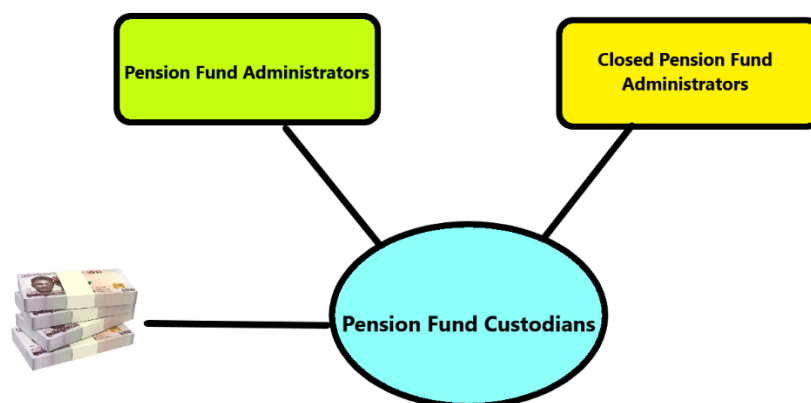 Pension Fund Administrators
Closed Pension Fund
Administrators
Pension Fund Custodians